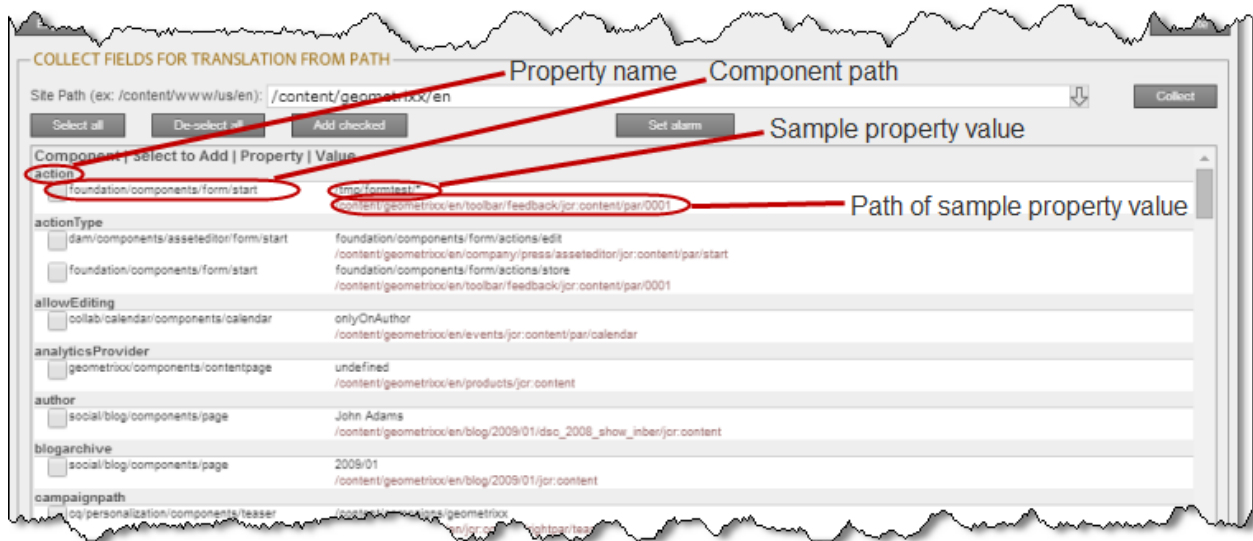 COLLECT FIELDS FOR TRANSLATION FROM PATH
Property name Component path
Site Path (ex: /content/www/us/en): /content/geometrixx/en Collect
Select all De-select all Add checked Set alarm
Sample property value
Component | Select to Add | Property | Value
action
foundation/components/form/start /tmp/formtest/*
/content/geometrixx/en/toolbar/feedback/jcr:content/par/0001
Path of sample property value
actionType
dam/components/asseteditor/form/start foundation/components/form/actions/edit
/content/geometrixx/en/company/press/asseteditor/jcr:content/par/start
foundation/components/form/start foundation/components/form/actions/store
/content/geometrixx/en/toolbar/feedback/jcr:content/par/0001
allowEditing
collab/calendar/components/calendar onlyOnAuthor
/content/geometrixx/en/events/jcr:content/par/calendar
analyticsProvider
geometrixx/components/contentpage undefined
/content/geometrixx/en/products/jcr:content
author
social/blog/components/page John Adams
/content/geometrixx/en/blog/2009/01/dsc_2008_show_inber/jcr:content
blogarchive
social/blog/components/page 2009/01
/content/geometrixx/en/blog/2009/01/jcr:content
campaignpath
cq/personalization/components/teaser